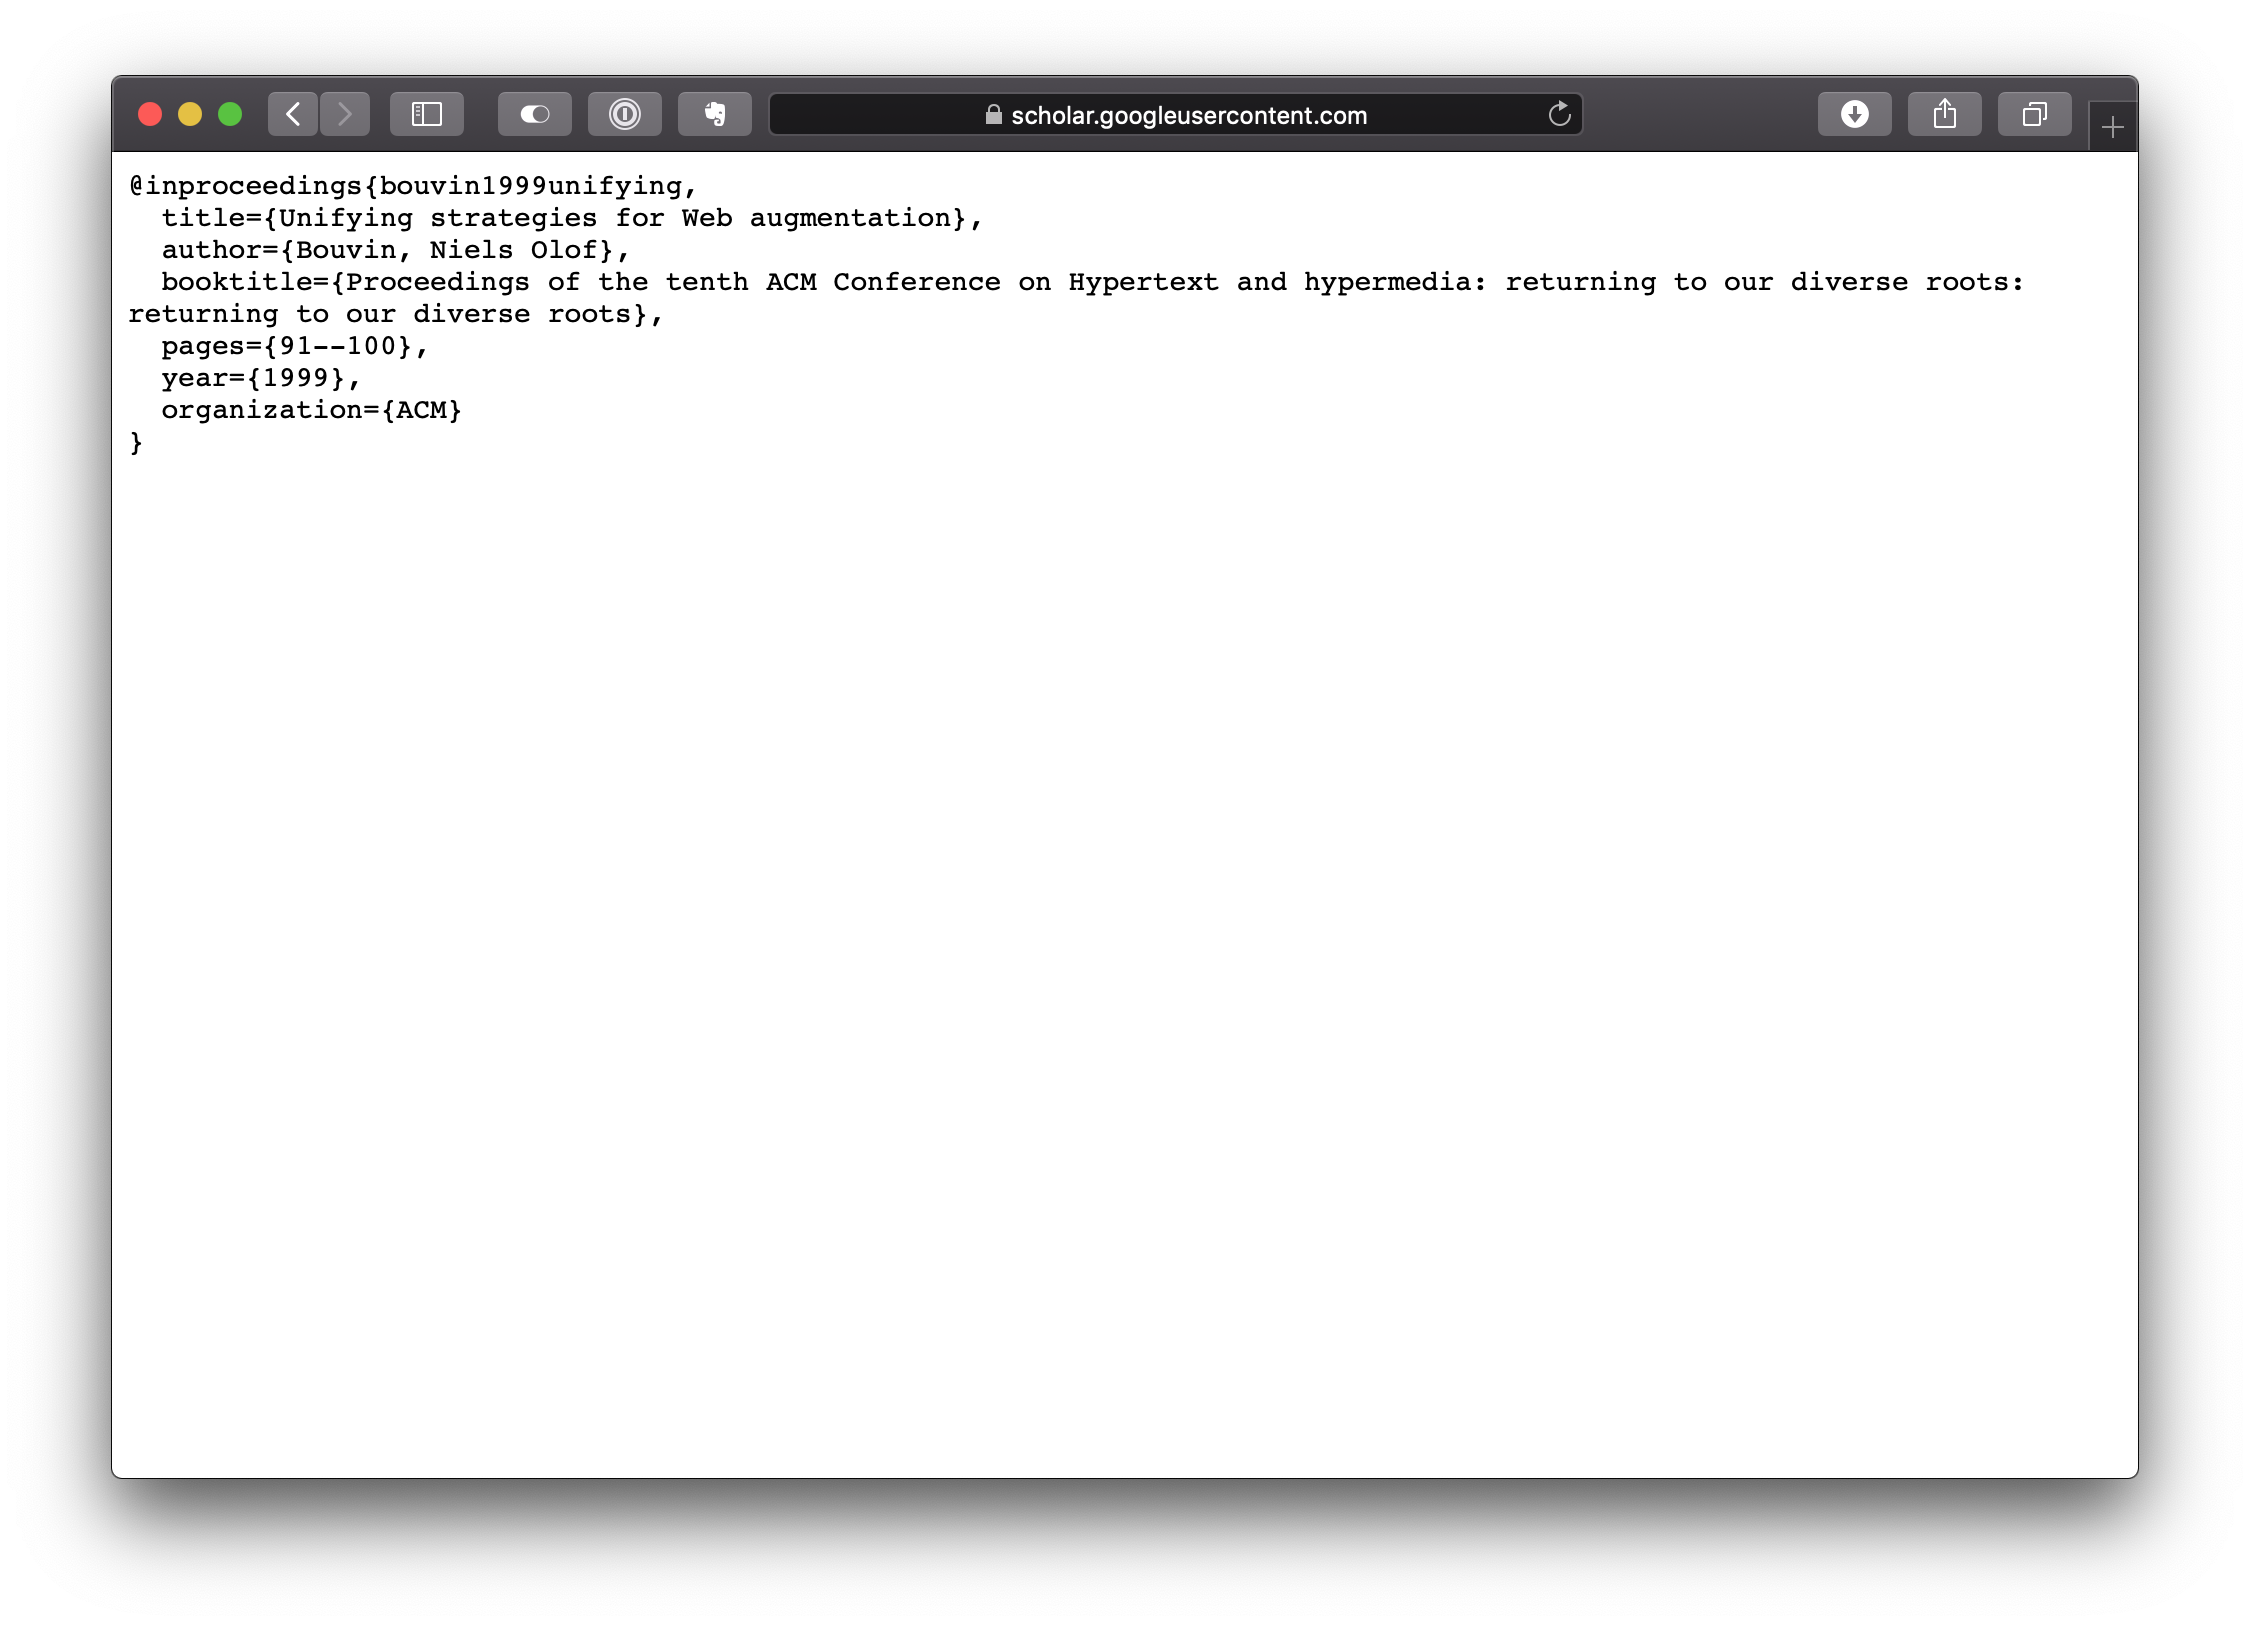 scholar.googleusercontent.com
@inproceedings{bouvin1999unifying,
  title={Unifying strategies for Web augmentation},
  author={Bouvin, Niels Olof},
  booktitle={Proceedings of the tenth ACM Conference on Hypertext and hypermedia: returning to our diverse roots:
returning to our diverse roots},
  pages={91--100},
  year={1999},
  organization={ACM}
}